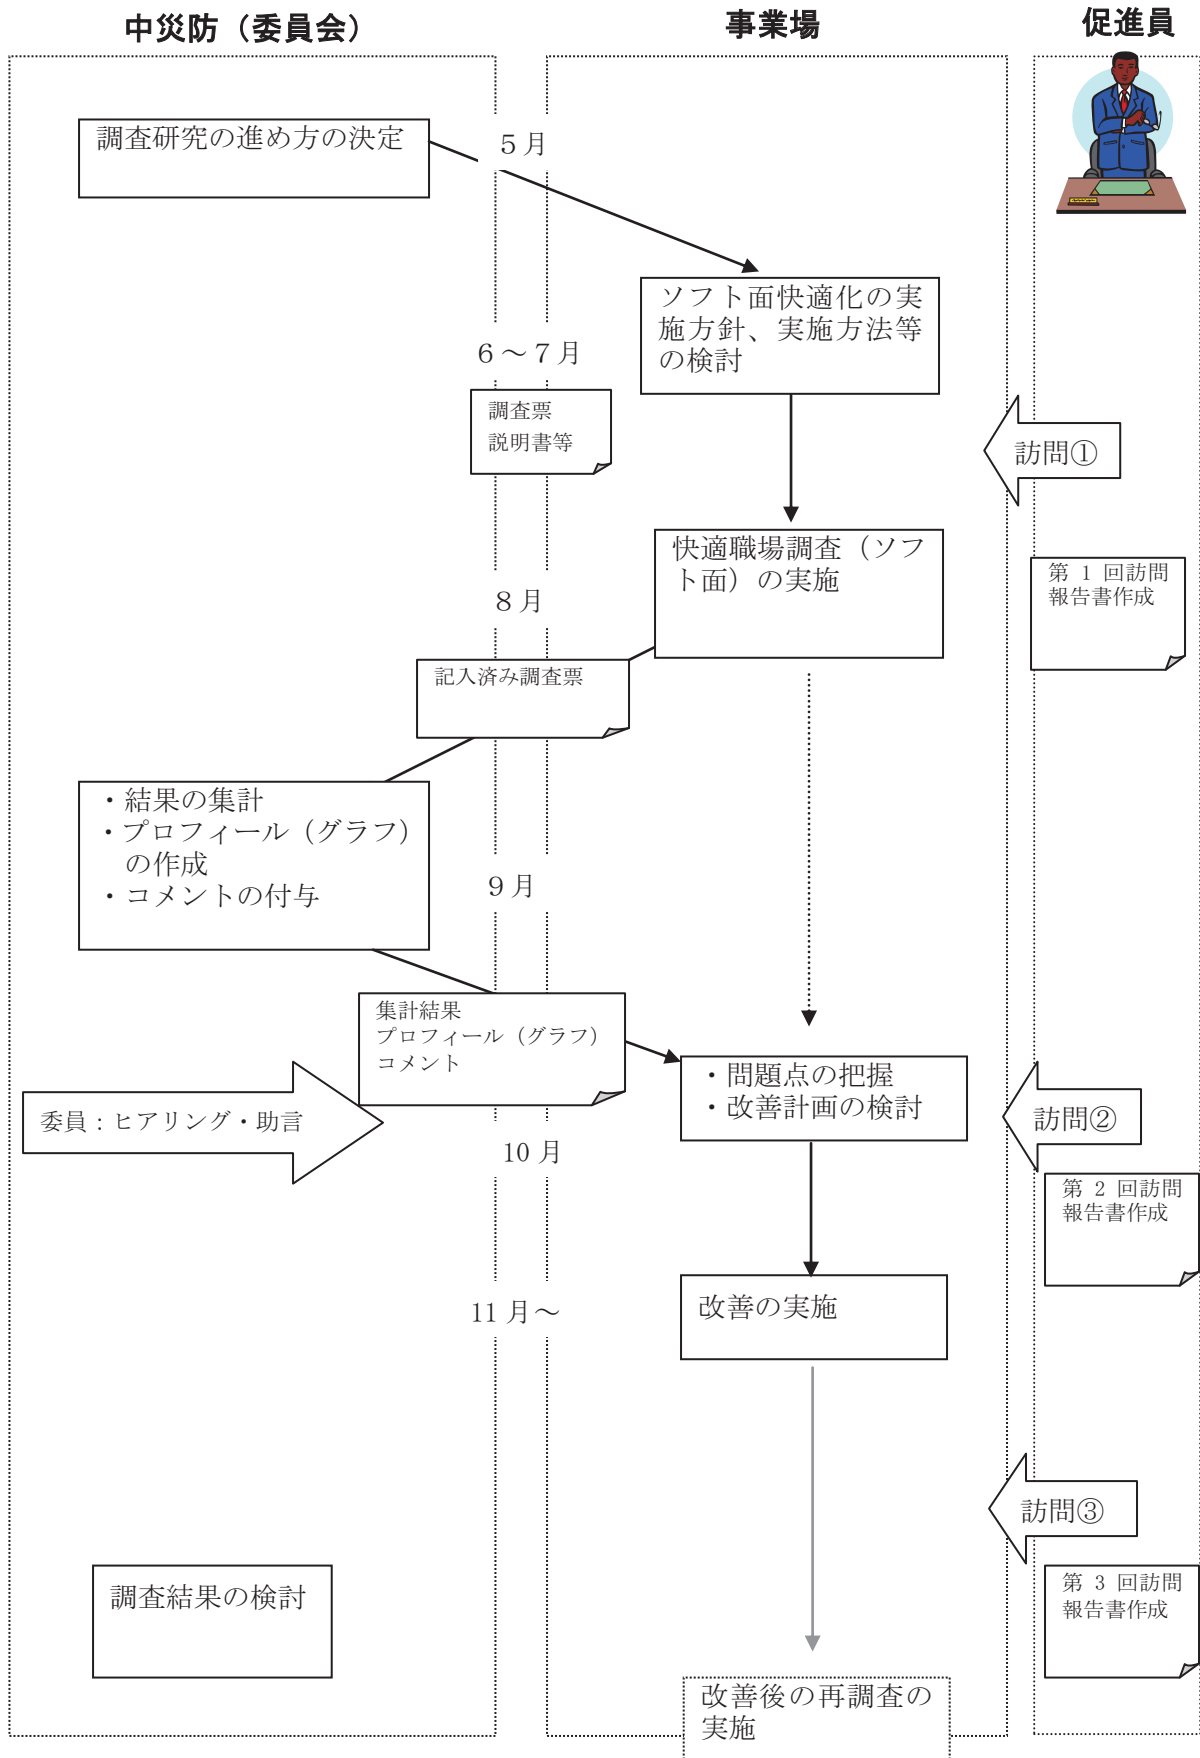 中災防（委員会）
事業場
促進員
調査研究の進め方の決定
５月
ソフト面快適化の実
施方針、実施方法等
の検討
６～７月
調査票
説明書等
訪問①
快適職場調査（ソフ
ト面）の実施
第 1 回訪問
報告書作成
８月
記入済み調査票
・結果の集計
・プロフィール（グラフ）
の作成
・コメントの付与
９月
集計結果
プロフィール（グラフ）
コメント
・問題点の把握
・改善計画の検討
委員：ヒアリング・助言
訪問②
10 月
第 2 回訪問
報告書作成
改善の実施
11 月～
訪問③
調査結果の検討
第 3 回訪問
報告書作成
改善後の再調査の
実施